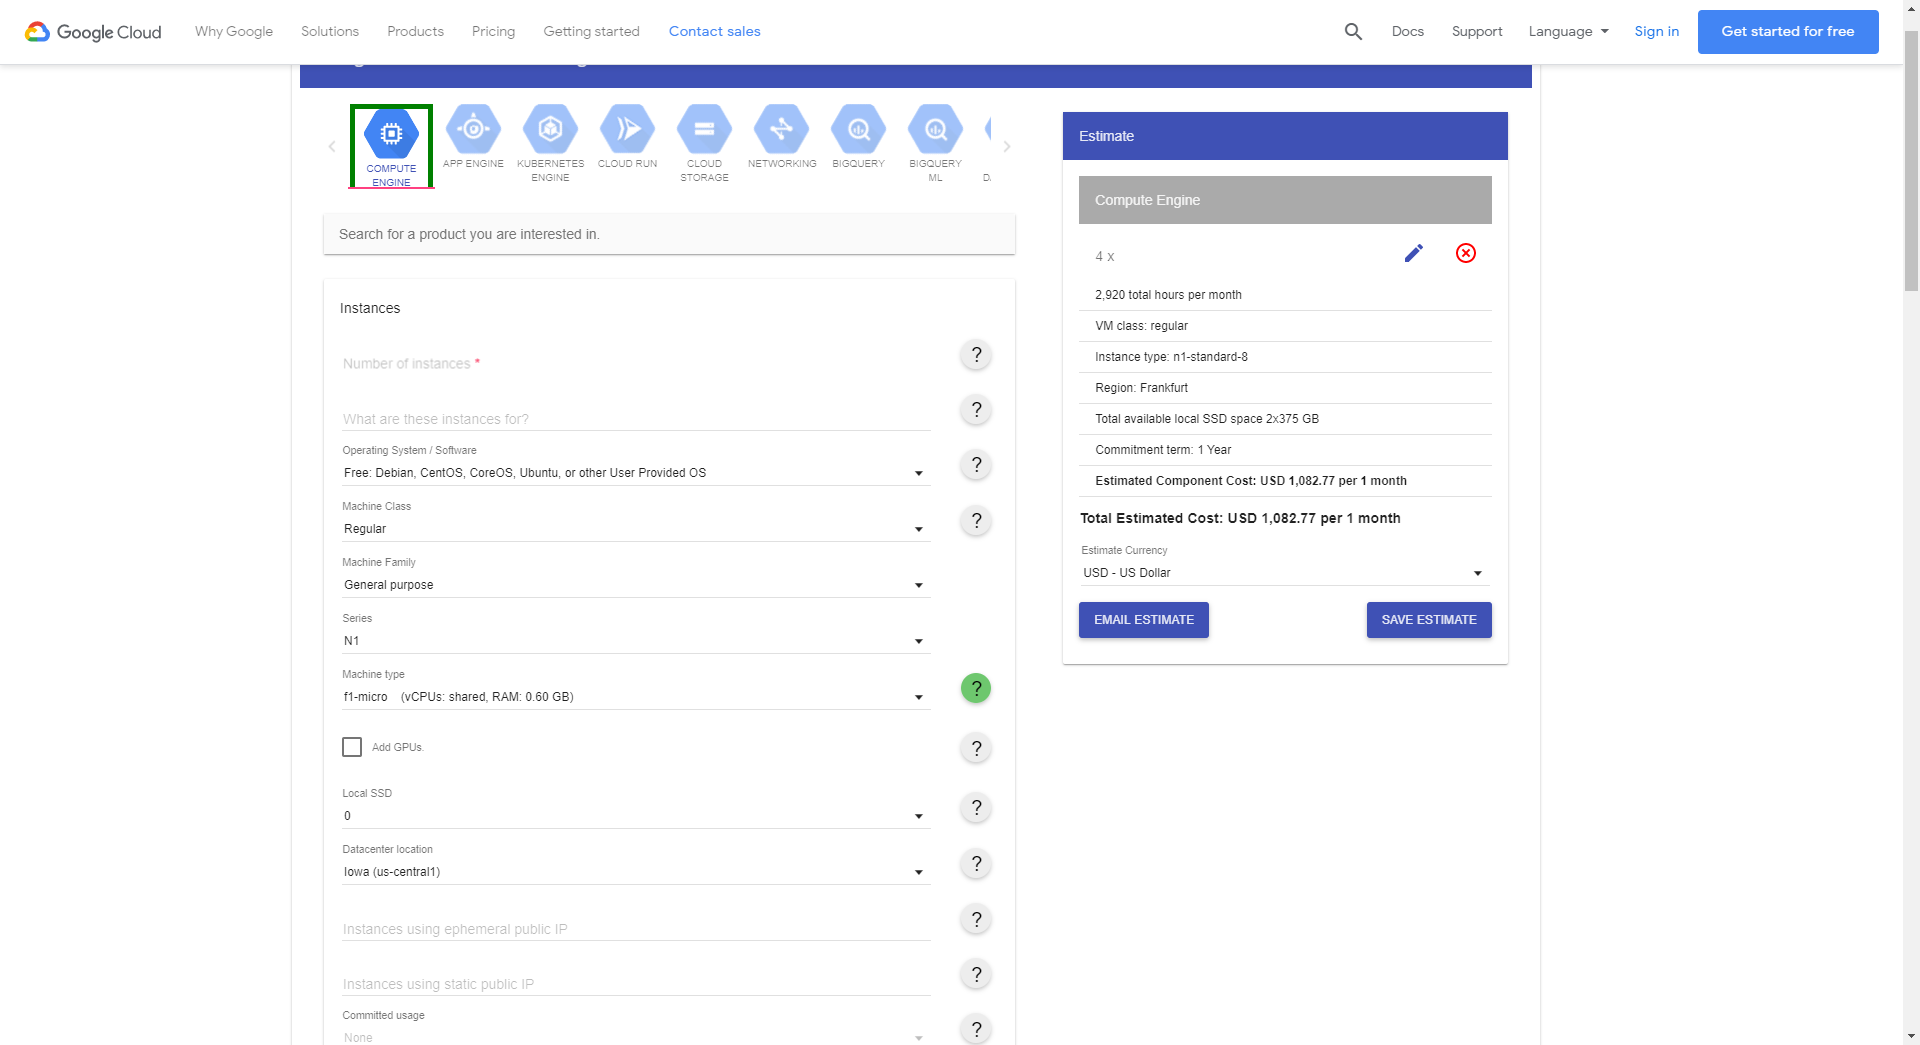 Google Cloud
Why Google
Solutions
Products
Pricing
Getting started
Contact sales
Docs
Support
Language
Sign in
Get started for free
COMPUTE
ENGINE
APP ENGINE
KUBERNETES
ENGINE
CLOUD RUN
CLOUD
STORAGE
NETWORKING
BIGQUERY
BIGQUERY
ML
Search for a product you are interested in.
Instances
Number of instances *
?
What are these instances for?
?
Operating System / Software
Free: Debian, CentOS, CoreOS, Ubuntu, or other User Provided OS
?
Machine Class
Regular
?
Machine Family
General purpose
Series
N1
Machine type
f1-micro (vCPUs: shared, RAM: 0.60 GB)
?
Add GPUs.
?
Local SSD
0
?
Datacenter location
Iowa (us-central1)
?
Instances using ephemeral public IP
?
Instances using static public IP
?
Committed usage
None
?
Estimate
Compute Engine
4 x
2,920 total hours per month
VM class: regular
Instance type: n1-standard-8
Region: Frankfurt
Total available local SSD space 2x375 GB
Commitment term: 1 Year
Estimated Component Cost: USD 1,082.77 per 1 month
Total Estimated Cost: USD 1,082.77 per 1 month
Estimate Currency
USD - US Dollar
EMAIL ESTIMATE
SAVE ESTIMATE